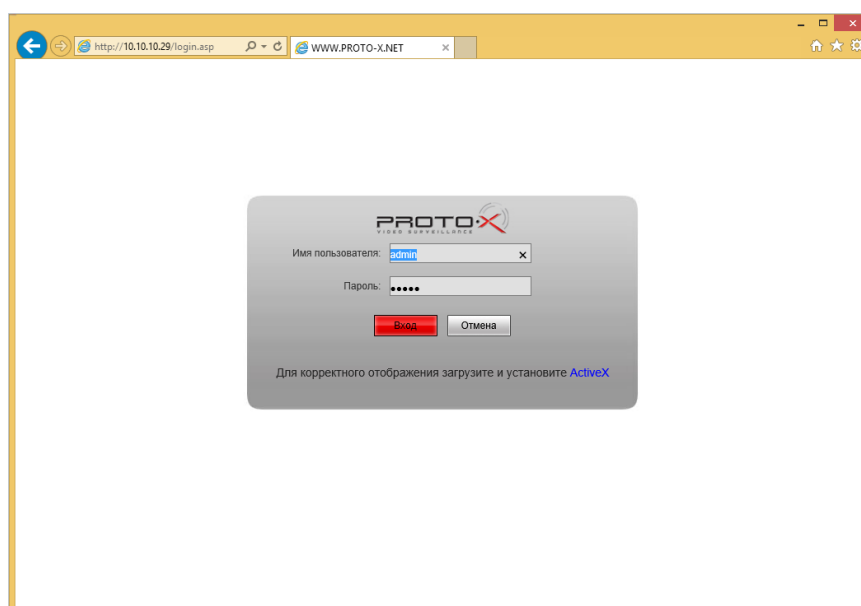 http://10.10.10.29/login.asp
WWW.PROTO-X.NET
PROTO-X
VIDEO SURVEILLANCE
Имя пользователя: admin
Пароль: •••••
Вход Отмена
Для корректного отображения загрузите и установите ActiveX